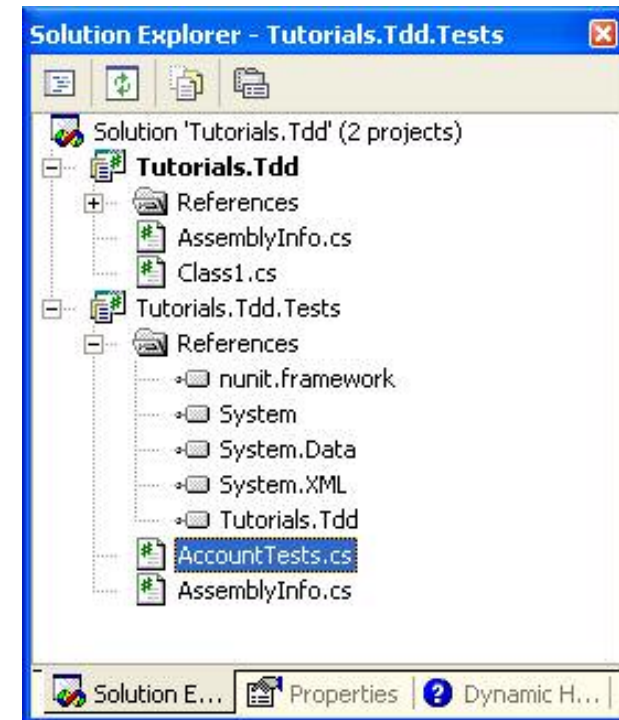 Solution Explorer - Tutorials.Tdd.Tests
Solution 'Tutorials.Tdd' (2 projects)
Tutorials.Tdd
References
AssemblyInfo.cs
Class1.cs
Tutorials.Tdd.Tests
References
nunit.framework
System
System.Data
System.XML
Tutorials.Tdd
AccountTests.cs
AssemblyInfo.cs
Solution E... Properties Dynamic H...